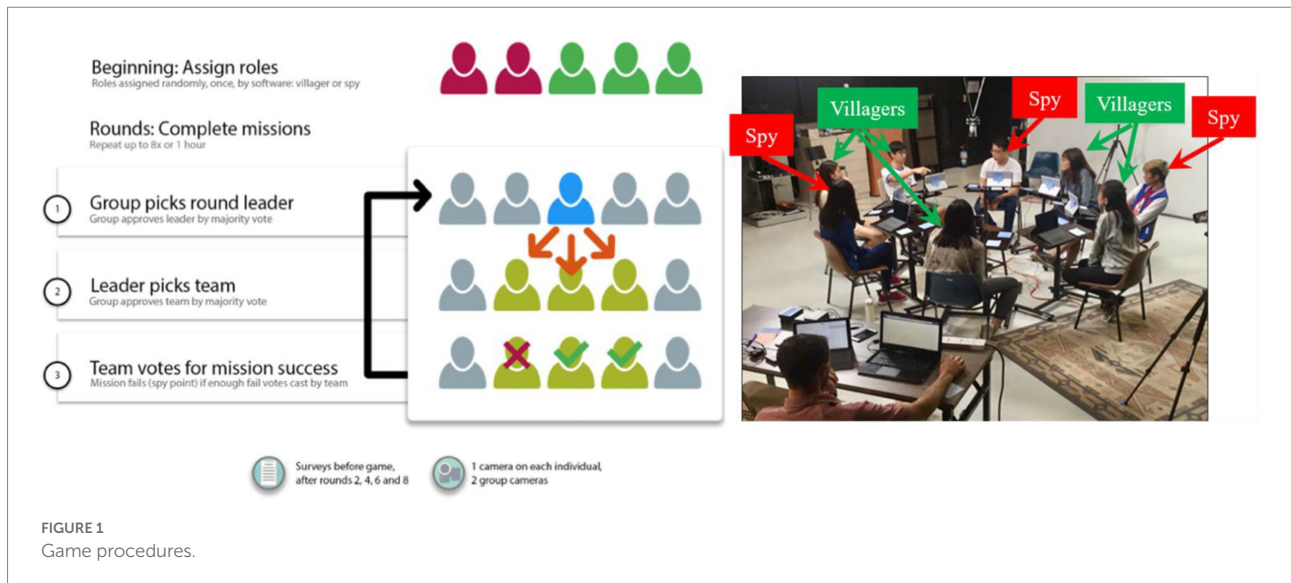 Beginning: Assign roles
Roles assigned randomly, once, by software: villager or spy
Rounds: Complete missions
Repeat up to 8x or 1 hour
1
Group picks round leader
Group approves leader by majority vote
2
Leader picks team
Group approves team by majority vote
3
Team votes for mission success
Mission fails (spy point) if enough fail votes cast by team
Surveys before game,
after rounds 2, 4, 6 and 8
1 camera on each individual,
2 group cameras
Spy
Villagers
Spy
Villagers
Spy
FIGURE 1
Game procedures.